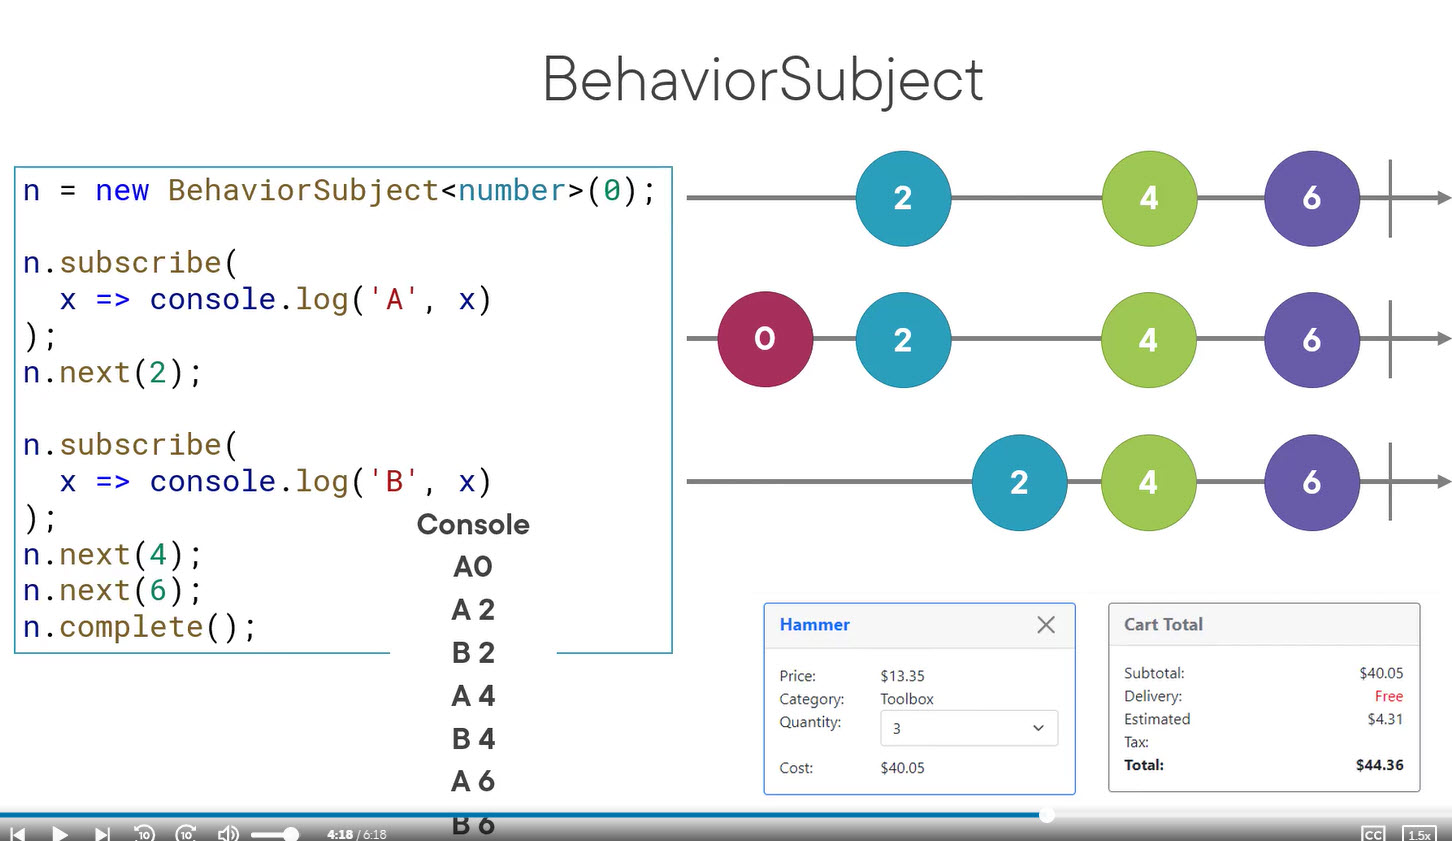 BehaviorSubject
n = new BehaviorSubject<number>(0);
n.subscribe(
x => console.log('A', x)
);
n.next(2);
n.subscribe(
x => console.log('B', x)
);
n.next(4);
n.next(6);
n.complete();
Console
A0
A 2
B 2
A 4
B 4
A 6
B 6
2 4 6
0 2 4 6
2 4 6
Hammer
Price: $13.35
Category: Toolbox
Quantity: 3
Cost: $40.05
Cart Total
Subtotal: $40.05
Delivery: Free
Estimated $4.31
Tax:
Total: $44.36
10 10 4:18 / 6:18 CC 1.5x